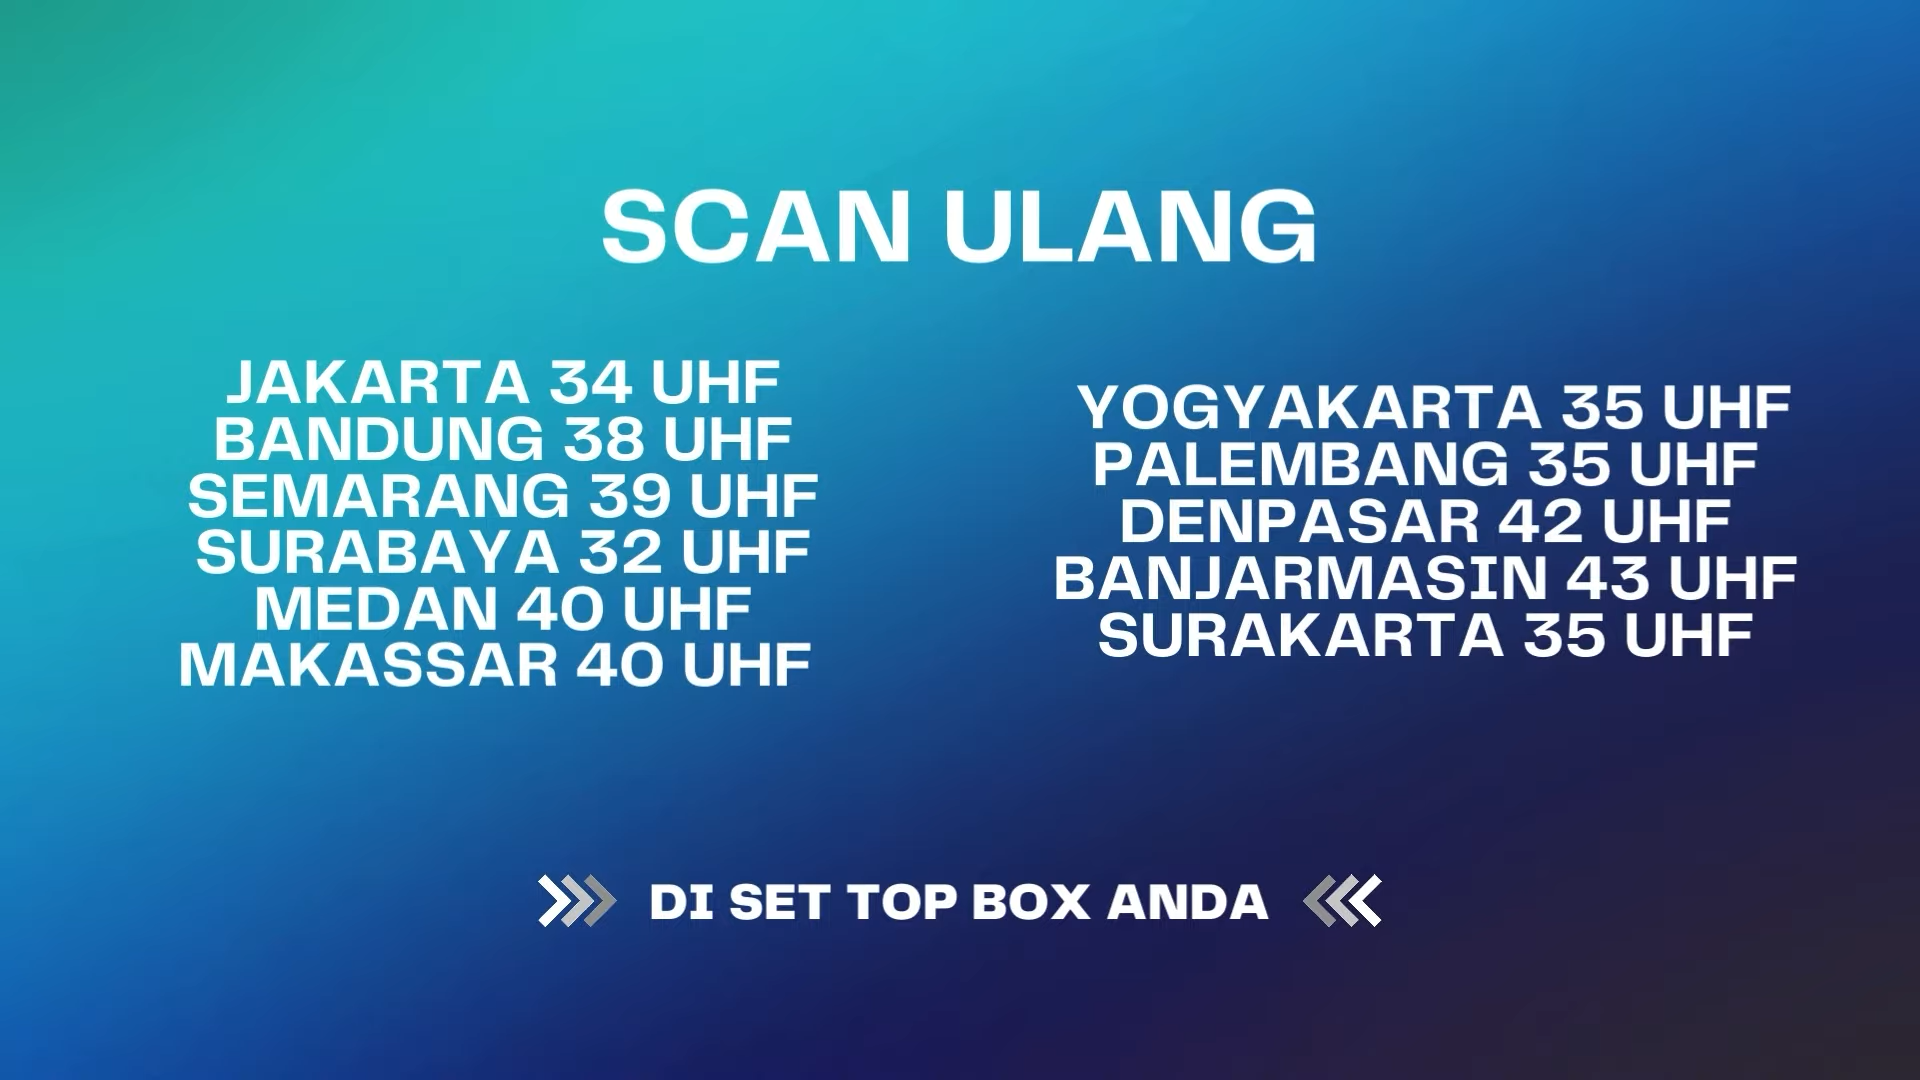 SCAN ULANG
JAKARTA 34 UHF
BANDUNG 38 UHF
SEMARANG 39 UHF
SURABAYA 32 UHF
MEDAN 40 UHF
MAKASSAR 40 UHF
YOGYAKARTA 35 UHF
PALEMBANG 35 UHF
DENPASAR 42 UHF
BANJARMASIN 43 UHF
SURAKARTA 35 UHF
DI SET TOP BOX ANDA